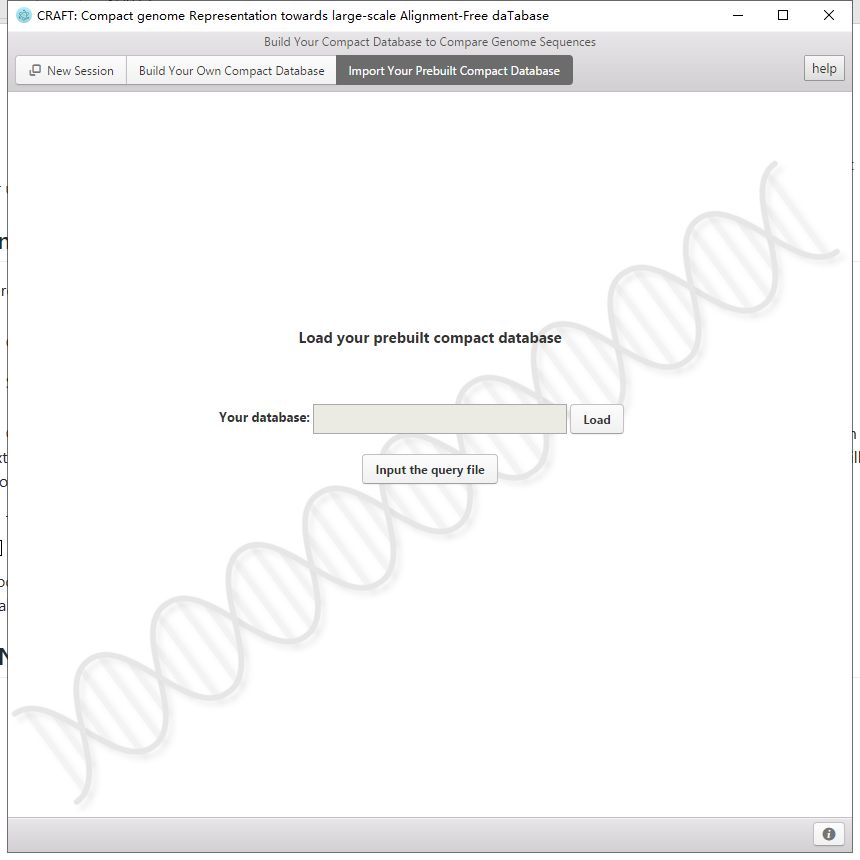 CRAFT: Compact genome Representation towards large-scale Alignment-Free daTabase
Build Your Compact Database to Compare Genome Sequences
New Session
Build Your Own Compact Database
Import Your Prebuilt Compact Database
help
Load your prebuilt compact database
Your database:
Load
Input the query file